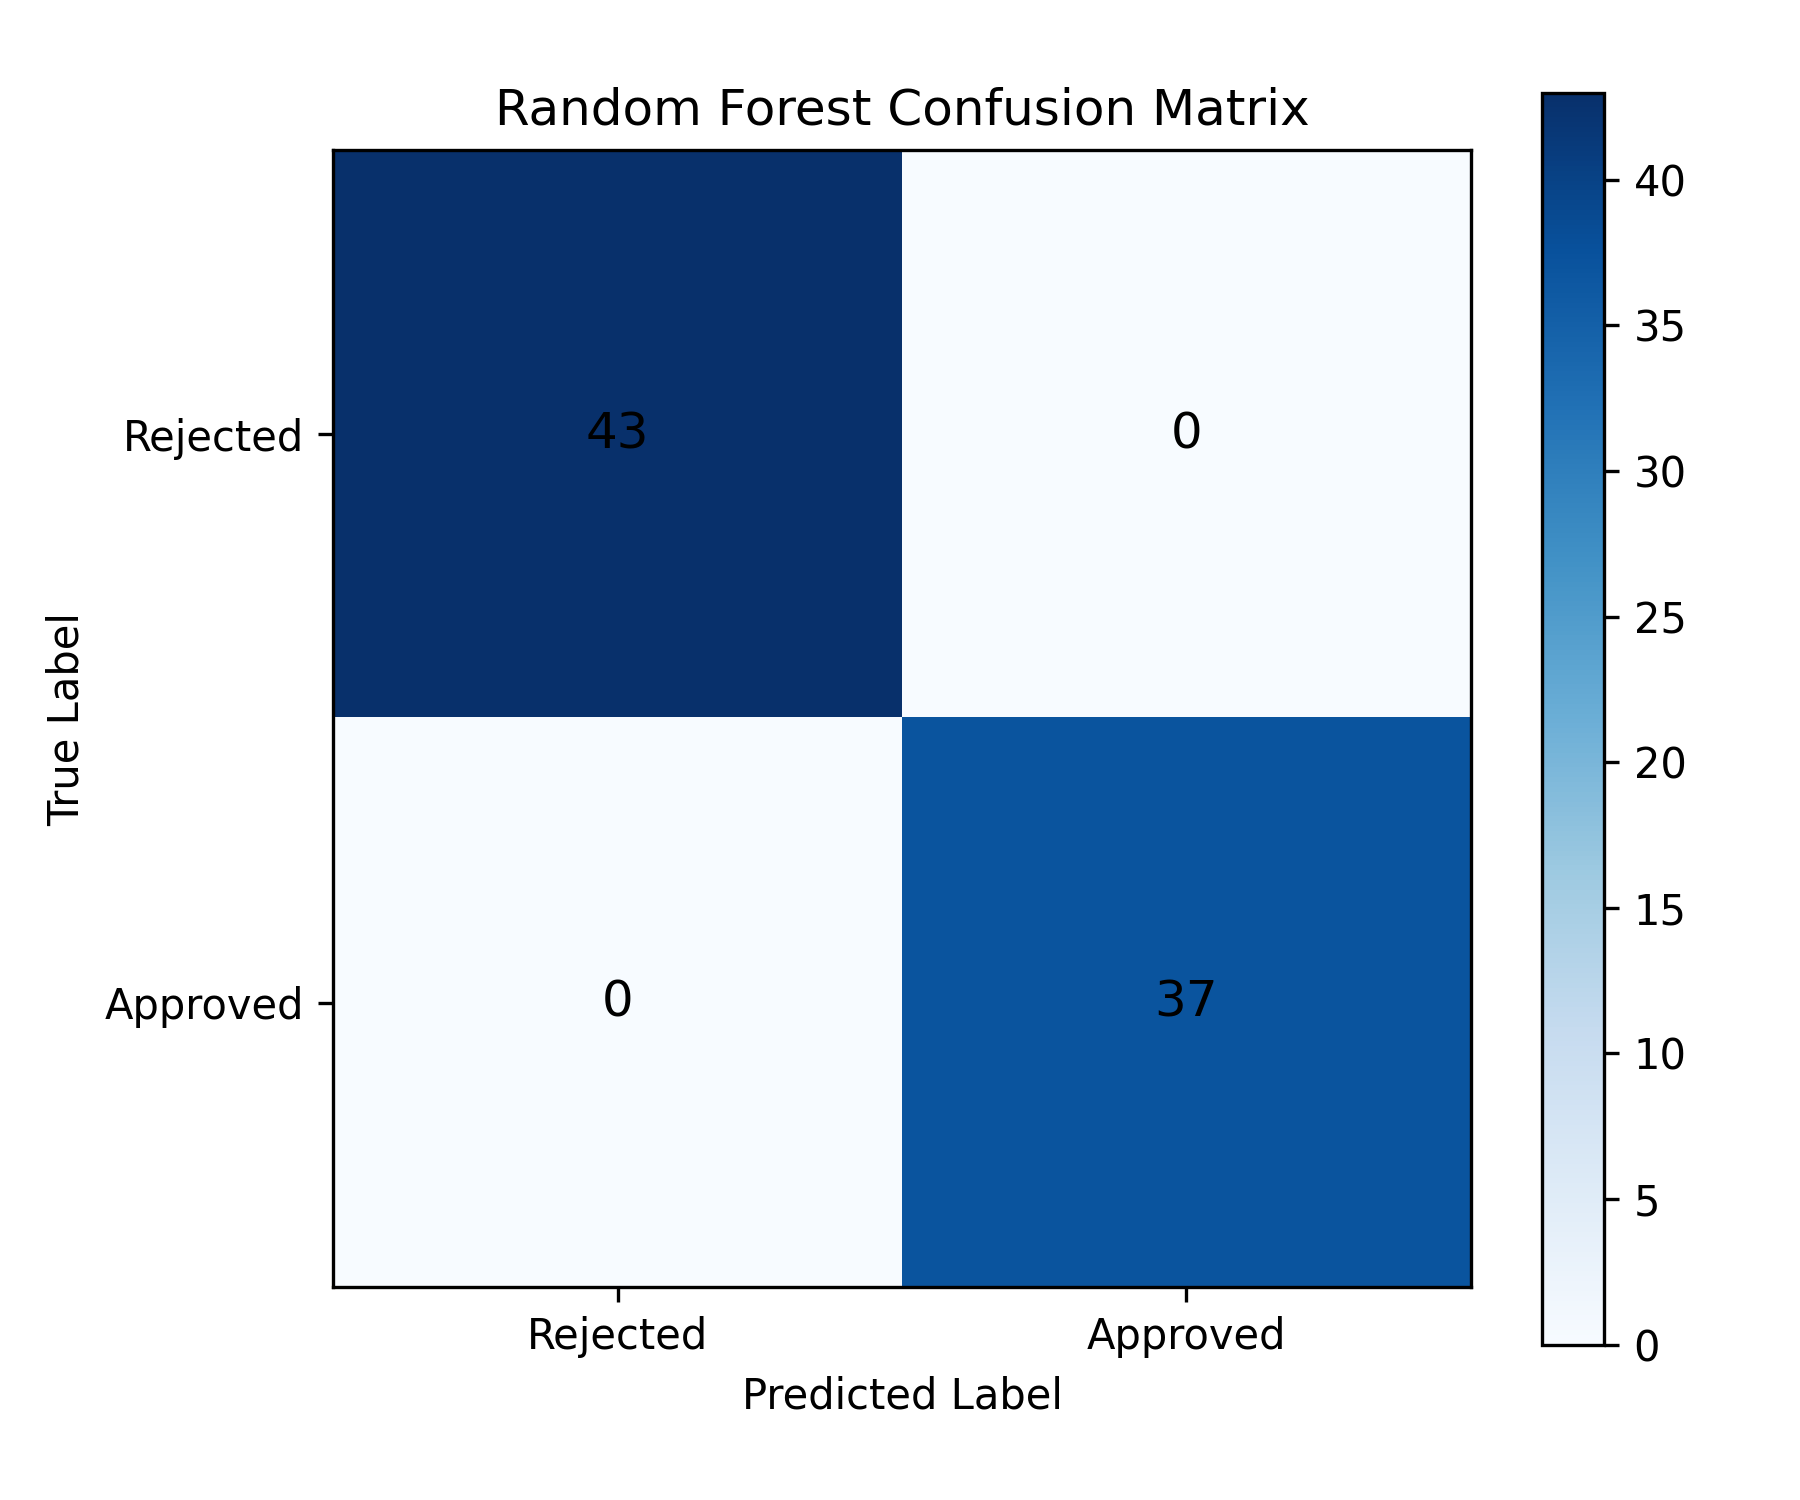 Random Forest Confusion Matrix
True Label
Rejected
Approved
43
0
0
37
Rejected
Approved
Predicted Label
40
35
30
25
20
15
10
5
0